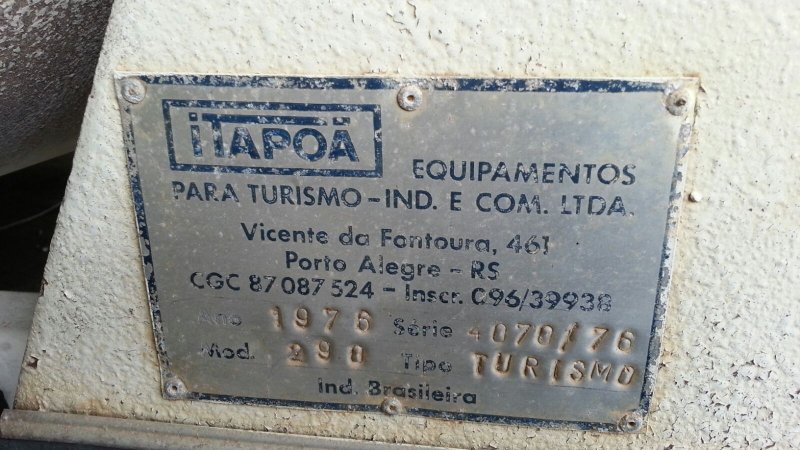 ITAPOÃ
EQUIPAMENTOS
PARA TURISMO - IND. E COM. LTDA.
Vicente da Fontoura, 461
Porto Alegre - RS
CGC 87 087 524 - Inscr. 096/39938
Ano 1976 Série 4070/76
Mod. 290 Tipo TURISMO
Ind. Brasileira